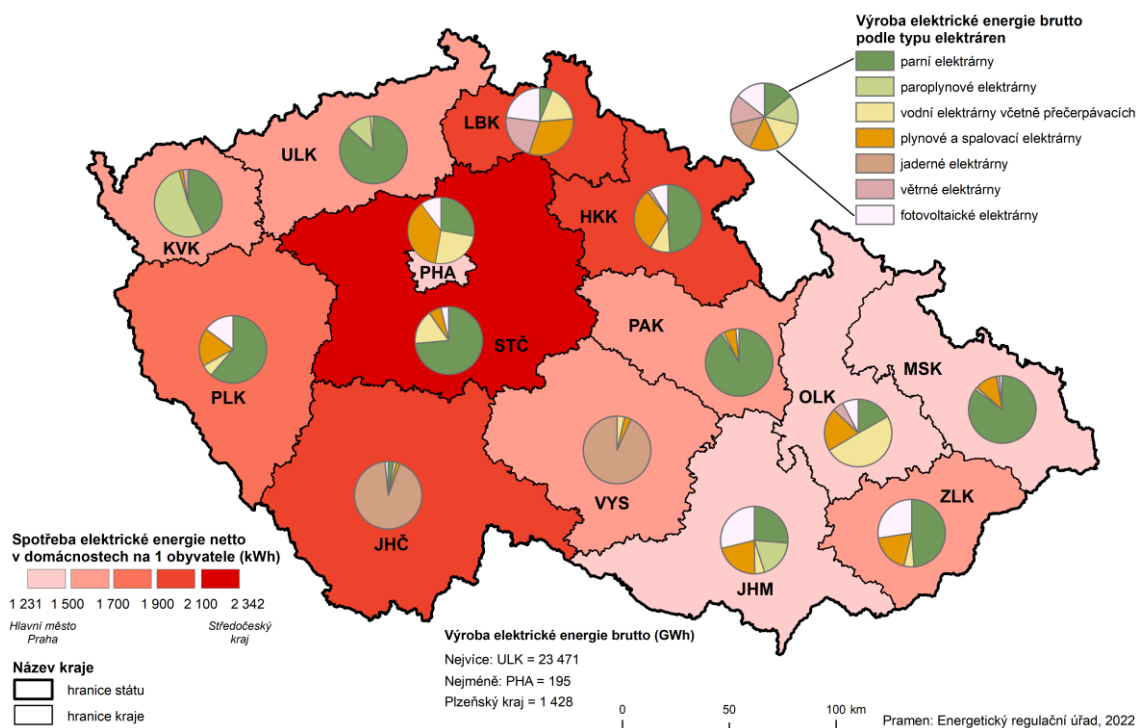 Výroba elektrické energie brutto
podle typu elektráren
parní elektrárny
paroplynové elektrárny
vodní elektrárny včetně přečerpávacích
plynové a spalovací elektrárny
jaderné elektrárny
větrné elektrárny
fotovoltaické elektrárny
LBK
ULK
HKK
KVK
PHA
STČ
PAK
MSK
PLK
OLK
VYS
ZLK
JHČ
JHM
Spotřeba elektrické energie netto
v domácnostech na 1 obyvatele (kWh)
1 231 1 500 1 700 1 900 2 100 2 342
Hlavní město
Praha
Středočeský
kraj
Název kraje
hranice státu
hranice kraje
Výroba elektrické energie brutto (GWh)
Nejvíce: ULK = 23 471
Nejméně: PHA = 195
Plzeňský kraj = 1 428
0 50 100 km
Pramen: Energetický regulační úřad, 2022